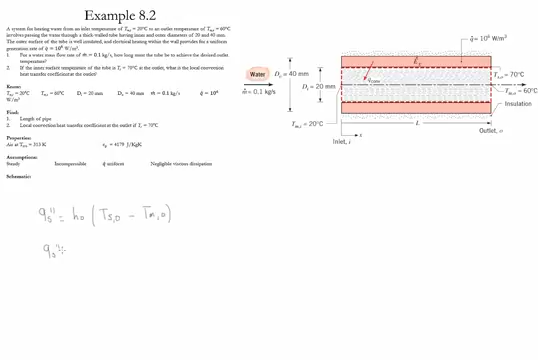 Example 8.2
A system for heating water from an inlet temperature of Tm,i = 20°C to an outlet temperature of Tm,o = 60°C
involves passing the water through a thick-walled tube having inner and outer diameters of 20 and 40 mm.
The outer surface of the tube is well insulated, and electrical heating within the wall provides for a uniform
generation rate of q̇ = 10⁶ W/m³.
1. For a water mass flow rate of ṁ = 0.1 kg/s, how long must the tube be to achieve the desired outlet
temperature?
2. If the inner surface temperature of the tube is Ts = 70°C at the outlet, what is the local convection
heat transfer coefficient at the outlet?
Known:
Tm,i = 20°C Tm,o = 60°C Di = 20 mm Do = 40 mm ṁ = 0.1 kg/s q̇ = 10⁶
W/m³
Find:
1. Length of pipe
2. Local convection heat transfer coefficient at the outlet if Ts = 70°C
Properties:
Air at = 313 K cp = 4179 J/KgK
Assumptions:
Steady Incompressible q̇ uniform Negligible viscous dissipation
Schematic:
q̇ = 10⁶ W/m³
Water
Do = 40 mm
Di = 20 mm
ṁ = 0.1 kg/s
Ėg
qconv
Ts,o = 70°C
Tm,o = 60°C
Insulation
Tm,i = 20°C
L
x
Inlet, i
Outlet, o
qs'' = ho (Ts,o - Tm,o)
qs''